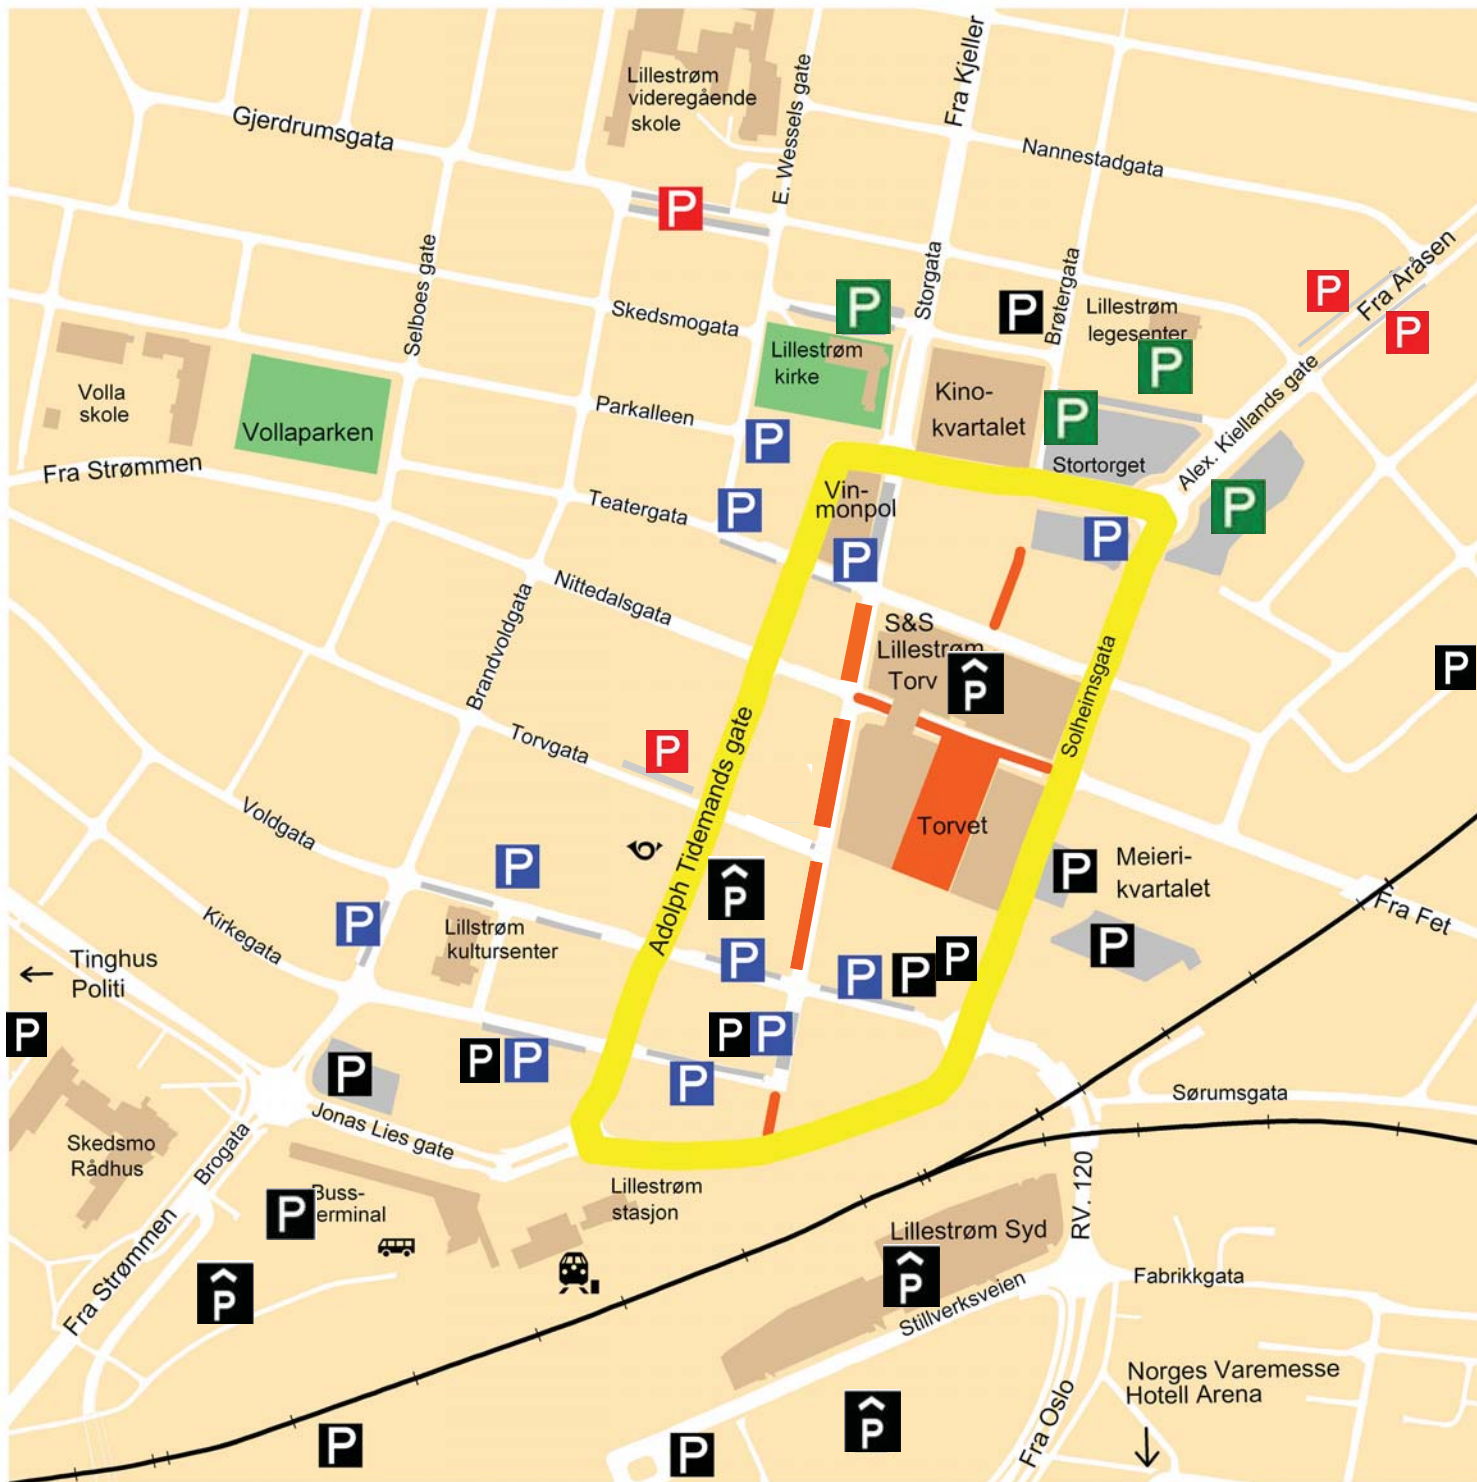 Lillestrøm
videregående
skole
E. Wessels gate
Fra Kjeller
Gjerdrumsgata
Nannestadgata
P
Selboes gate
Storgata
Brøtergata
Fra Åråsen
P
P
P
P
P
Skedsmogata
Lillestrøm
legesenter
P
Lillestrøm
kirke
Volla
skole
Vollaparken
Parkalleen
Kino-
kvartalet
P
Alex. Kiellands gate
P
Stortorget
Fra Strømmen
Vin-
monpol
P
Teatergata
P
P
P
Nittedalsgata
Brandvoldgata
S&S
Lillestrøm
Torv
P
Solheimsgata
P
Torvgata
P
Adolph Tidemands gate
Voldgata
Torvet
P
P
P
Meieri-
kvartalet
Kirkegata
P
Lillstrøm
kultursenter
Fra Fet
Tinghus
Politi
P
P
P
P
P
P
P
P
P
P
P
P
P
Jonas Lies gate
Sørumsgata
Skedsmo
Rådhus
Brogata
P
Buss-
erminal
Lillestrøm
stasjon
RV. 120
Lillestrøm Syd
P
Fra Strømmen
P
Stillverksveien
Fabrikkgata
Norges Varemesse
Hotell Arena
P
Fra Oslo
P
P